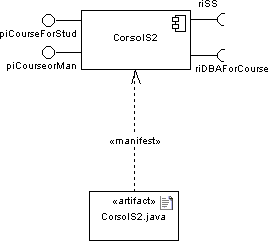 riSS
piCourseForStud
CorsoIS2
piCourseorMan
riDBAForCourse
«manifest»
«artifact»
CorsoIS2.java